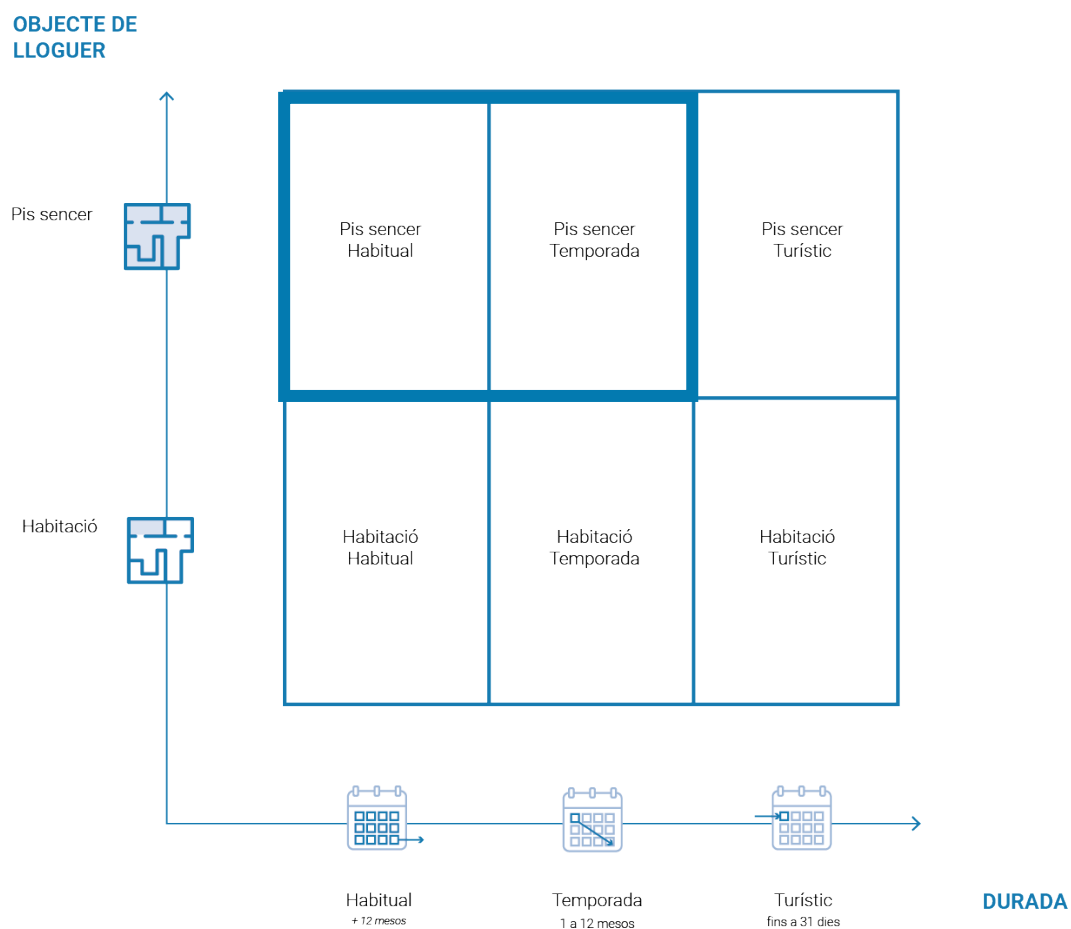 OBJECTE DE
LLOGUER
Pis sencer
Pis sencer
Habitual
Pis sencer
Temporada
Pis sencer
Turístic
Habitació
Habitació
Habitual
Habitació
Temporada
Habitació
Turístic
Habitual
+ 12 mesos
Temporada
1 a 12 mesos
Turístic
fins a 31 dies
DURADA